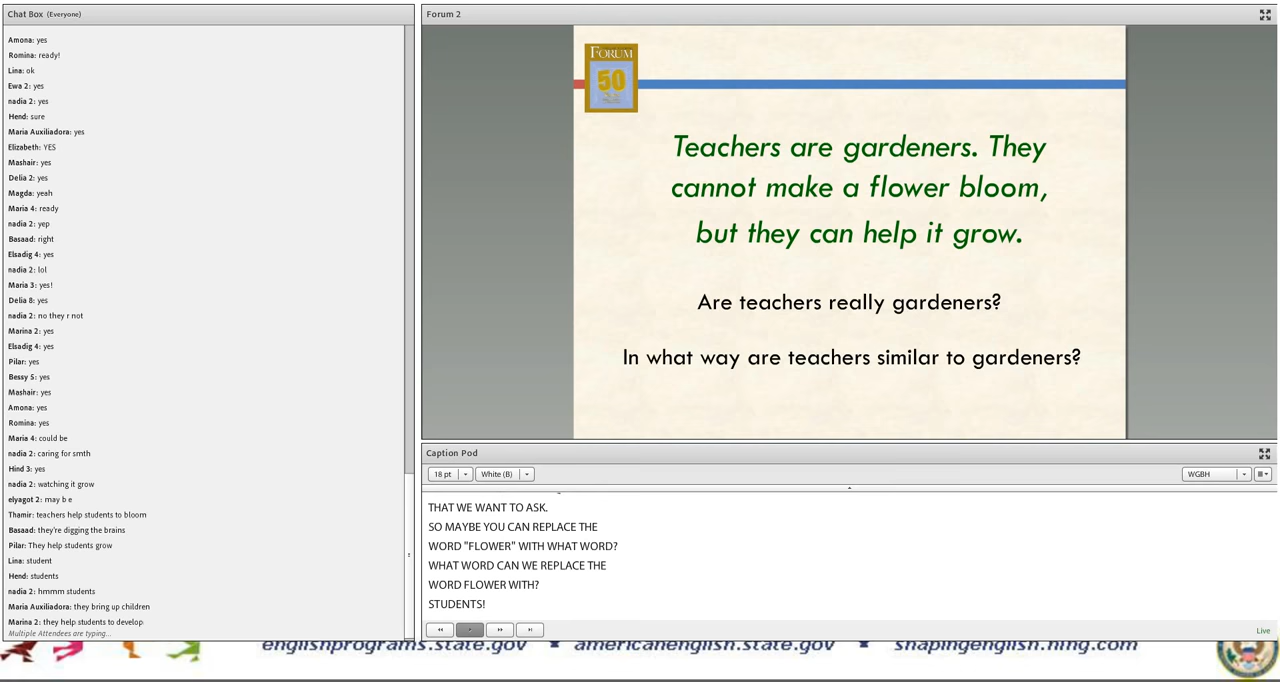 Chat Box (Everyone)
Amona: yes
Romina: ready!
Lina: ok
Ewa 2: yes
nadia 2: yes
Hend: sure
Maria Auxiliadora: yes
Elizabeth: YES
Mashair: yes
Delia 2: yes
Magda: yeah
Maria 4: ready
nadia 2: yep
Basaad: right
Elsadig 4: yes
nadia 2: lol
Maria 3: yes!
Delia 8: yes
nadia 2: no they r not
Marina 2: yes
Elsadig 4: yes
Pilar: yes
Bessy 5: yes
Mashair: yes
Amona: yes
Romina: yes
Maria 4: could be
nadia 2: caring for smth
Hind 3: yes
nadia 2: watching it grow
elyagot 2: may b e
Thamir: teachers help students to bloom
Basaad: they're digging the brains
Pilar: They help students grow
Lina: student
Hend: students
nadia 2: hmmm students
Maria Auxiliadora: they bring up children
Marina 2: they help students to develop
Multiple Attendees are typing...
Forum 2
FORUM
50
Teachers are gardeners. They
cannot make a flower bloom,
but they can help it grow.
Are teachers really gardeners?
In what way are teachers similar to gardeners?
Caption Pod
18 pt
White (B)
WGBH
THAT WE WANT TO ASK.
SO MAYBE YOU CAN REPLACE THE
WORD "FLOWER" WITH WHAT WORD?
WHAT WORD CAN WE REPLACE THE
WORD FLOWER WITH?
STUDENTS!
Live
englishprograms.state.gov americanenglish.state.gov shapingenglish.ning.com